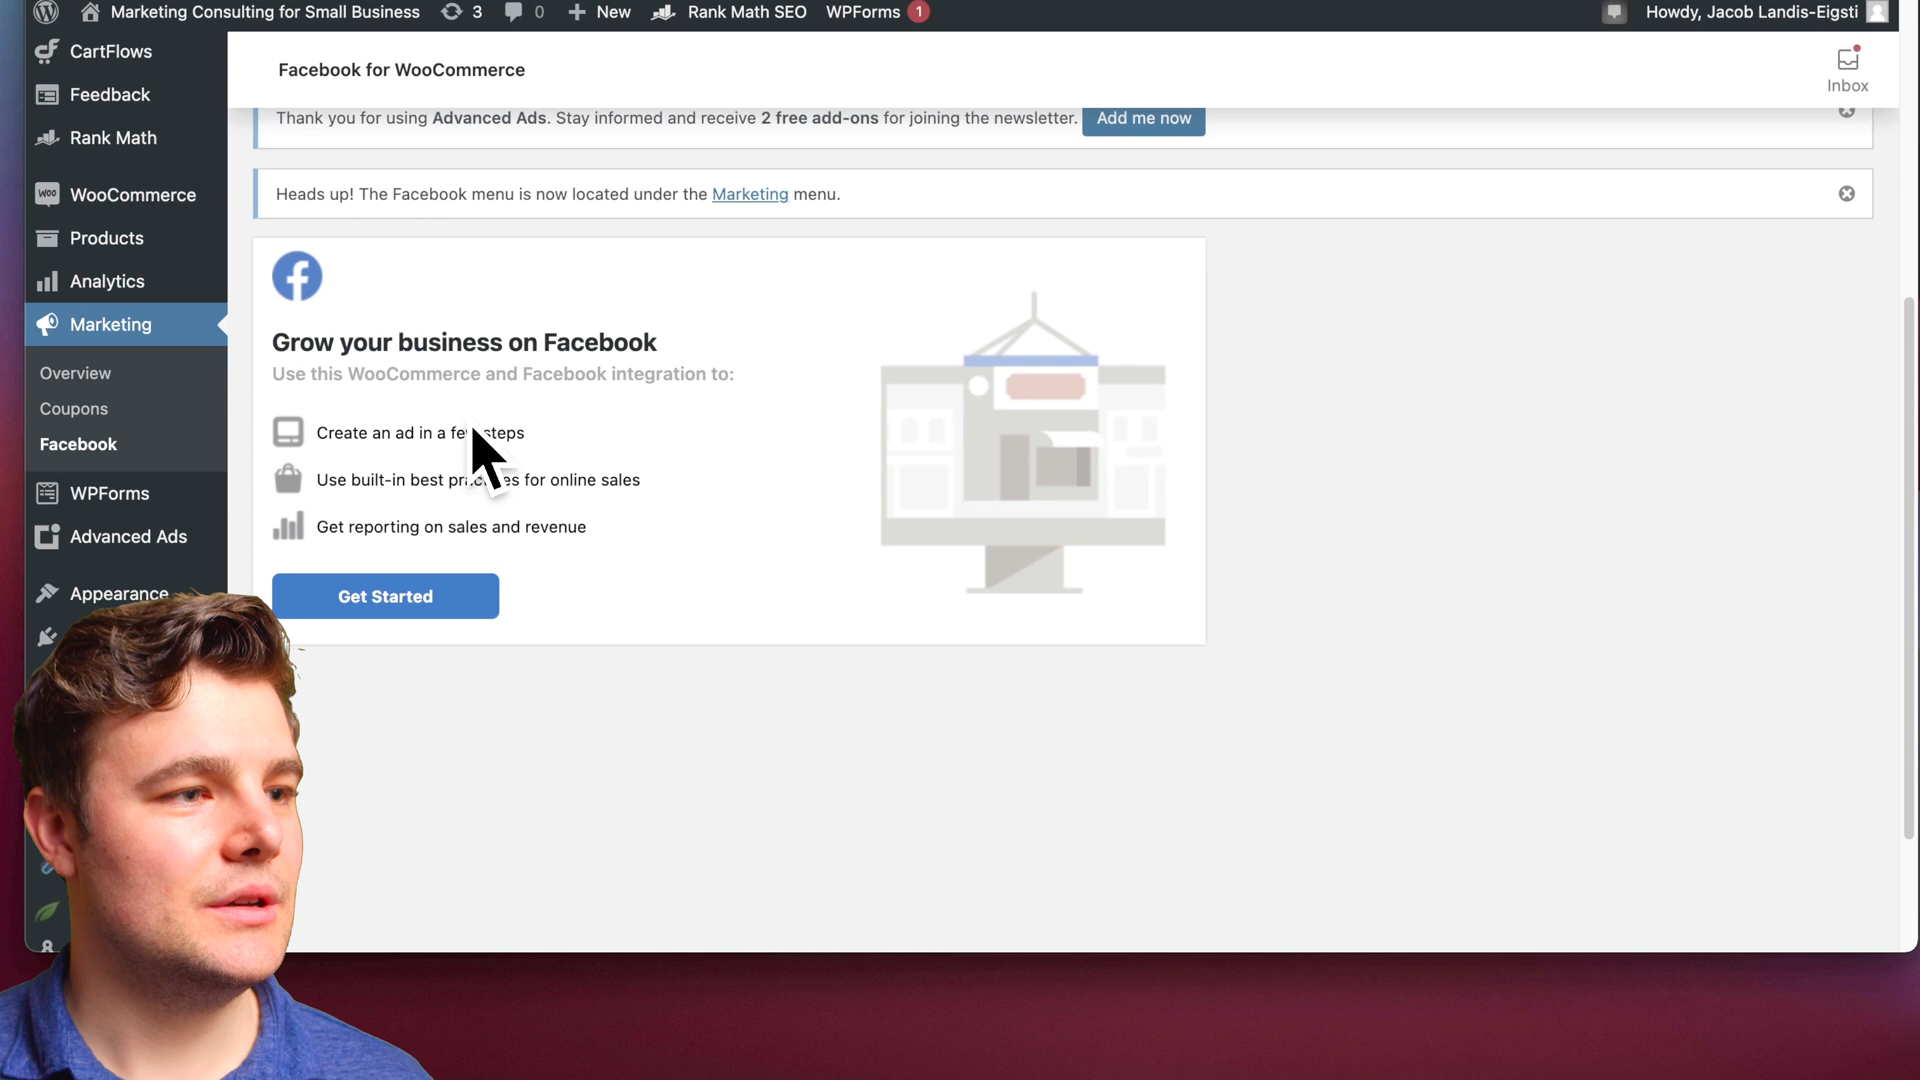 Marketing Consulting for Small Business 3 0 New Rank Math SEO WPForms 1 Howdy, Jacob Landis-Eigsti
CartFlows
Feedback
Rank Math
WOO WooCommerce
Products
Analytics
Marketing
Overview
Coupons
Facebook
WPForms
Advanced Ads
Appearance
Facebook for WooCommerce
Inbox
Thank you for using Advanced Ads. Stay informed and receive 2 free add-ons for joining the newsletter. Add me now
Heads up! The Facebook menu is now located under the Marketing menu.
Grow your business on Facebook
Use this WooCommerce and Facebook integration to:
Create an ad in a few steps
Use built-in best practices for online sales
Get reporting on sales and revenue
Get Started